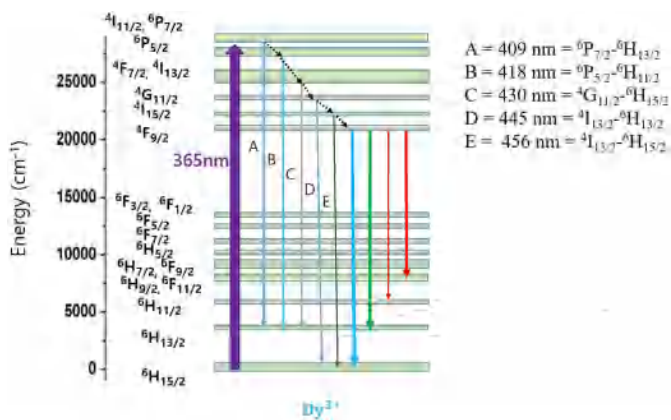 ⁴I₁₁/₂, ⁶P₇/₂
⁶P₅/₂
⁴F₇/₂, ⁴I₁₃/₂
⁴G₁₁/₂
⁴I₁₅/₂
⁴F₉/₂
⁶F₃/₂, ⁶F₁/₂
⁶F₅/₂
⁶F₇/₂
⁶H₅/₂
⁶H₇/₂, ⁶F₉/₂
⁶H₉/₂, ⁶F₁₁/₂
⁶H₁₁/₂
⁶H₁₃/₂
⁶H₁₅/₂
Energy (cm⁻¹)
25000
20000
15000
10000
5000
0
365nm
A
B
C
D
E
Dy³⁺
A = 409 nm = ⁶P₇/₂-⁶H₁₃/₂
B = 418 nm = ⁶P₅/₂-⁶H₁₁/₂
C = 430 nm = ⁴G₁₁/₂-⁶H₁₅/₂
D = 445 nm = ⁴I₁₃/₂-⁶H₁₃/₂
E = 456 nm = ⁴I₁₃/₂-⁶H₁₅/₂